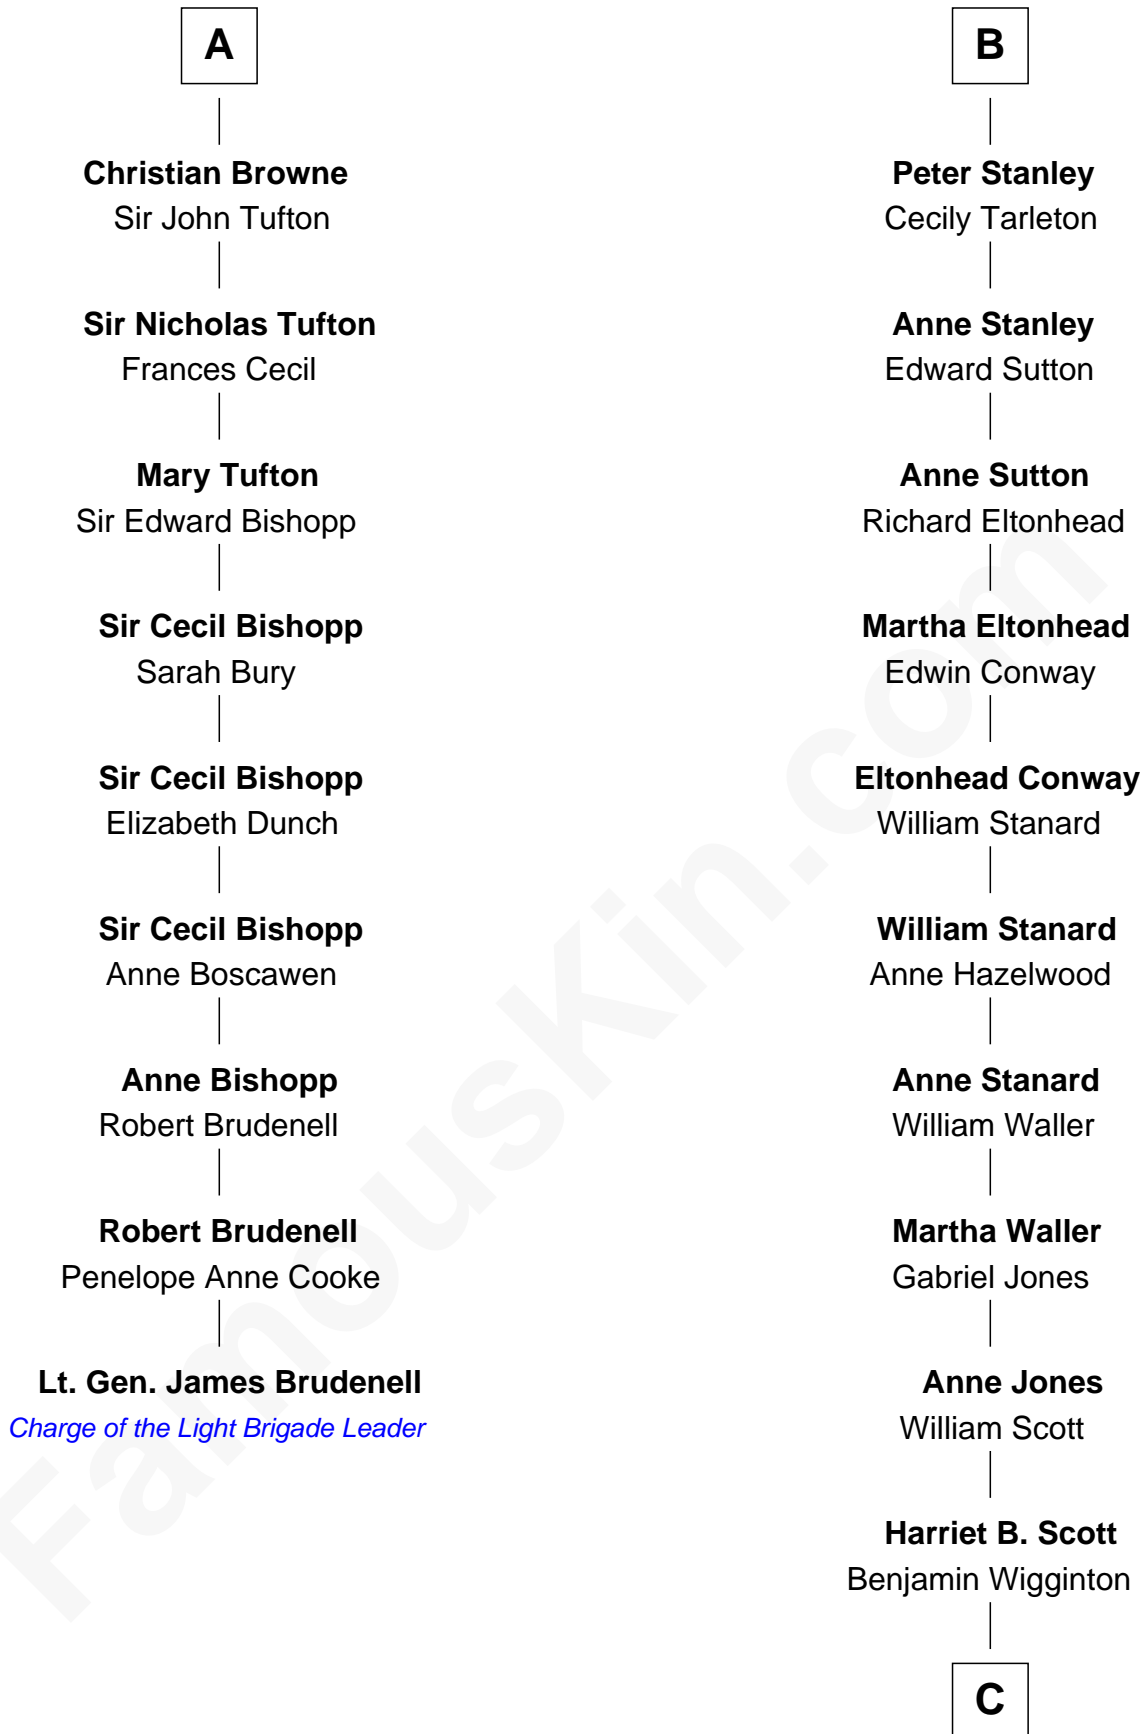 A
Christian Browne
Sir John Tufton
Sir Nicholas Tufton
Frances Cecil
Mary Tufton
Sir Edward Bishopp
Sir Cecil Bishopp
Sarah Bury
Sir Cecil Bishopp
Elizabeth Dunch
Sir Cecil Bishopp
Anne Boscawen
Anne Bishopp
Robert Brudenell
Robert Brudenell
Penelope Anne Cooke
Lt. Gen. James Brudenell
Charge of the Light Brigade Leader
B
Peter Stanley
Cecily Tarleton
Anne Stanley
Edward Sutton
Anne Sutton
Richard Eltonhead
Martha Eltonhead
Edwin Conway
Eltonhead Conway
William Stanard
William Stanard
Anne Hazelwood
Anne Stanard
William Waller
Martha Waller
Gabriel Jones
Anne Jones
William Scott
Harriet B. Scott
Benjamin Wigginton
C
FamousKin.com